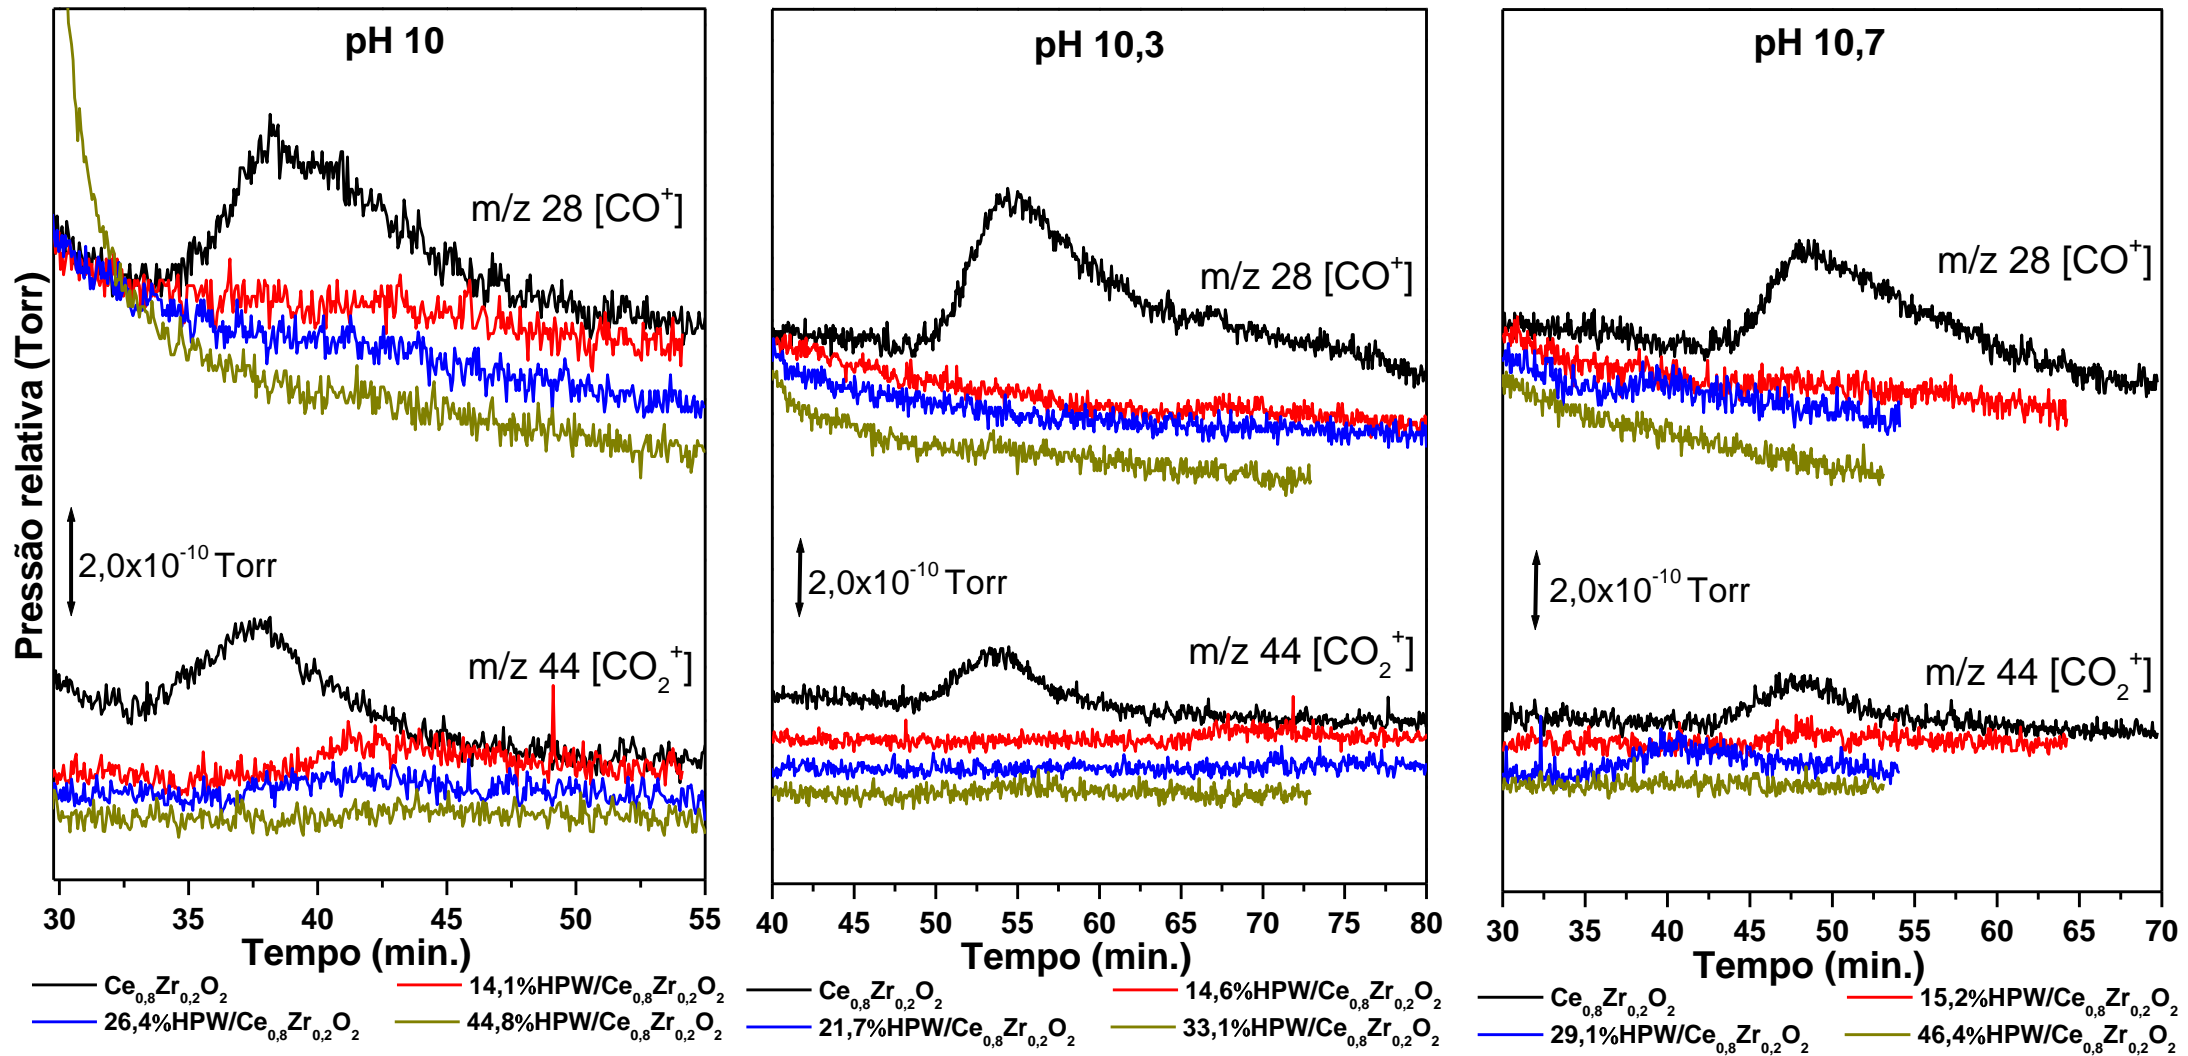 pH 10
pH 10,3
pH 10,7
Pressão relativa (Torr)
m/z 28 [CO⁺]
m/z 28 [CO⁺]
m/z 28 [CO⁺]
2,0x10⁻¹⁰ Torr
2,0x10⁻¹⁰ Torr
2,0x10⁻¹⁰ Torr
m/z 44 [CO₂⁺]
m/z 44 [CO₂⁺]
m/z 44 [CO₂⁺]
30 35 40 45 50 55
40 45 50 55 60 65 70 75 80
30 35 40 45 50 55 60 65 70
Tempo (min.)
Tempo (min.)
Tempo (min.)
Ce₀,₈Zr₀,₂O₂
14,1%HPW/Ce₀,₈Zr₀,₂O₂
26,4%HPW/Ce₀,₈Zr₀,₂O₂
44,8%HPW/Ce₀,₈Zr₀,₂O₂
Ce₀,₈Zr₀,₂O₂
14,6%HPW/Ce₀,₈Zr₀,₂O₂
21,7%HPW/Ce₀,₈Zr₀,₂O₂
33,1%HPW/Ce₀,₈Zr₀,₂O₂
Ce₀,₈Zr₀,₂O₂
15,2%HPW/Ce₀,₈Zr₀,₂O₂
29,1%HPW/Ce₀,₈Zr₀,₂O₂
46,4%HPW/Ce₀,₈Zr₀,₂O₂